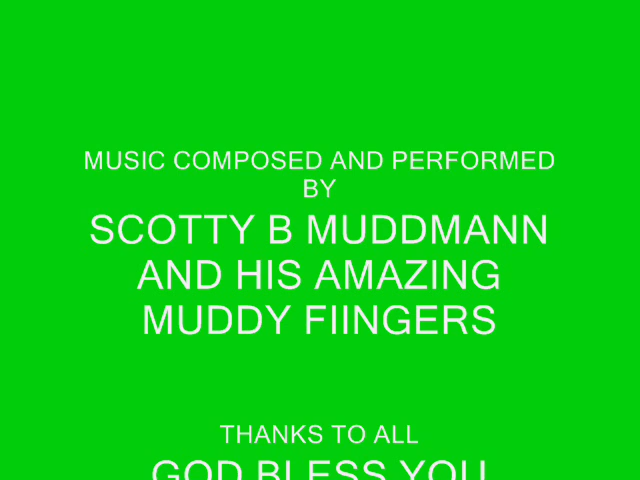 MUSIC COMPOSED AND PERFORMED
BY
SCOTTY B MUDDMANN
AND HIS AMAZING
MUDDY FIINGERS
THANKS TO ALL
GOD BLESS YOU